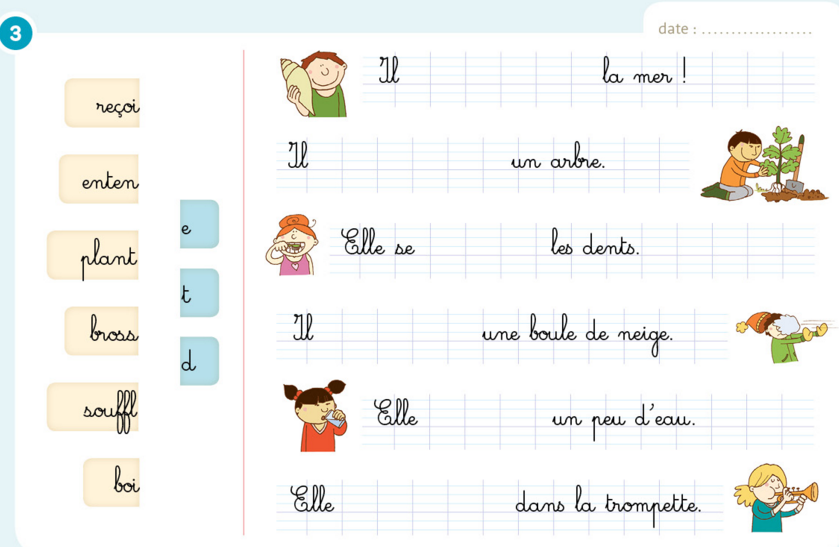 3
date : ...................
reçoi
enten
plant
bross
souffl
boi
e
t
d
Il la mer !
Il un arbre.
Elle se les dents.
Il une boule de neige.
Elle un peu d'eau.
Elle dans la trompette.